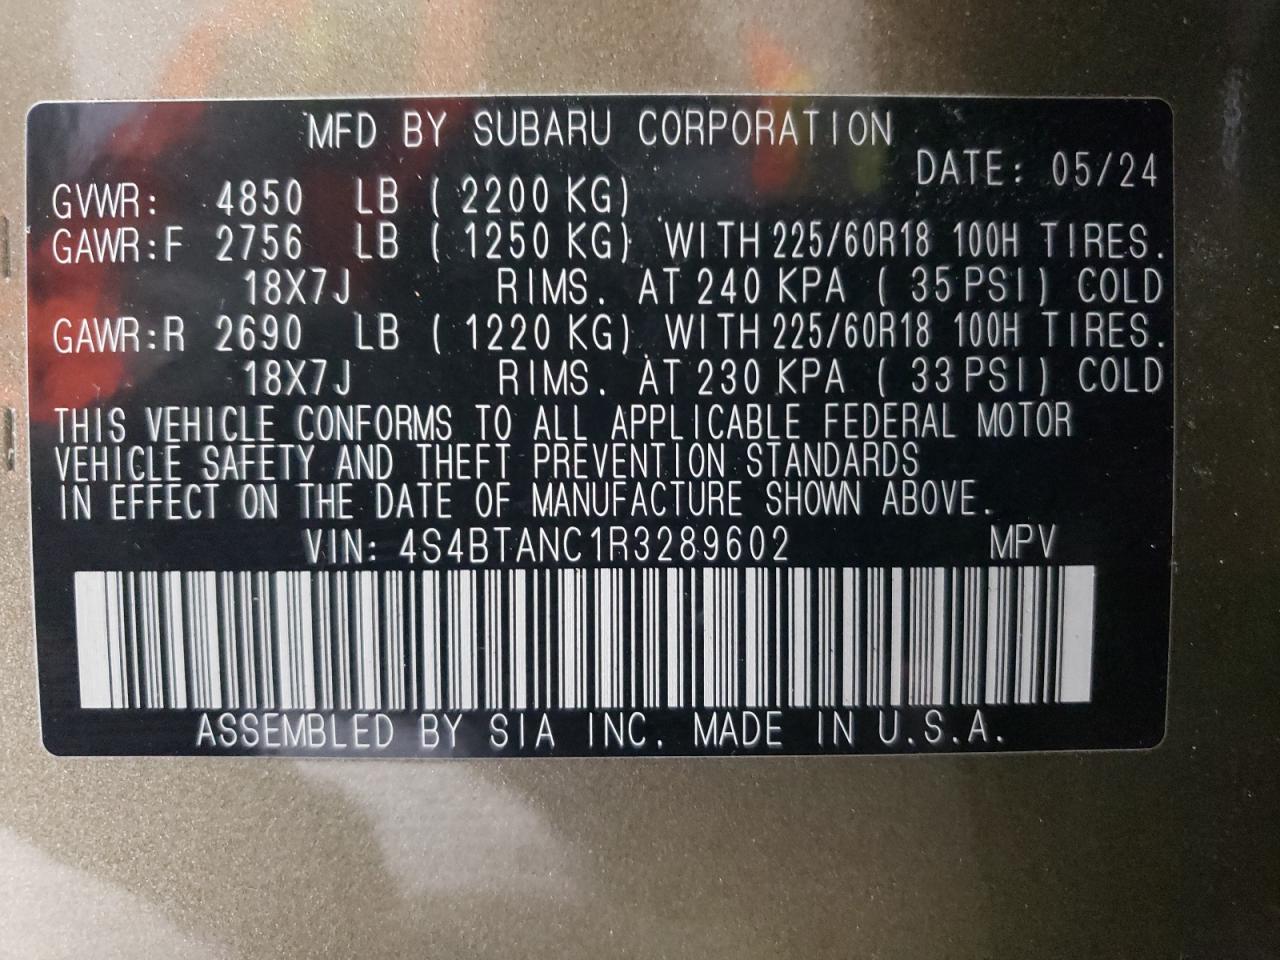 MFD BY SUBARU CORPORATION
DATE: 05/24
GVWR: 4850 LB ( 2200 KG)
GAWR:F 2756 LB ( 1250 KG) WITH 225/60R18 100H TIRES.
18X7J RIMS. AT 240 KPA ( 35 PSI) COLD
GAWR:R 2690 LB ( 1220 KG) WITH 225/60R18 100H TIRES.
18X7J RIMS. AT 230 KPA ( 33 PSI) COLD
THIS VEHICLE CONFORMS TO ALL APPLICABLE FEDERAL MOTOR
VEHICLE SAFETY AND THEFT PREVENTION STANDARDS
IN EFFECT ON THE DATE OF MANUFACTURE SHOWN ABOVE.
VIN: 4S4BTANC1R3289602 MPV
ASSEMBLED BY SIA INC. MADE IN U.S.A.